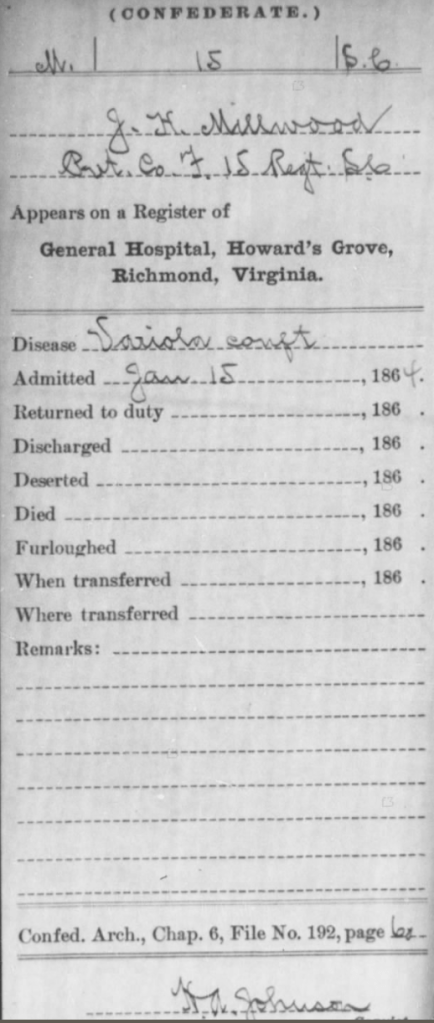 (CONFEDERATE.)
M. 15 S.C.
J. K. Millwood
Pvt. Co. F. 15 Regt. S.C.
Appears on a Register of
General Hospital, Howard's Grove,
Richmond, Virginia.
Disease Variola conft
Admitted Jan 15, 1864.
Returned to duty, 186 .
Discharged, 186 .
Deserted, 186 .
Died, 186 .
Furloughed, 186 .
When transferred, 186 .
Where transferred
Remarks:
Confed. Arch., Chap. 6, File No. 192, page
Johnson